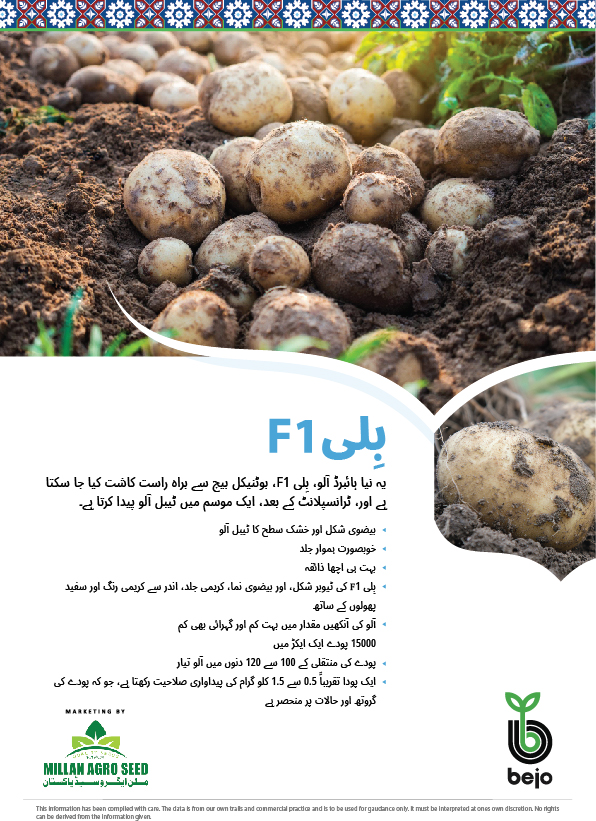 بِلی F1
یہ نیا ہائبرڈ آلو، بِلی F1، بوٹنیکل بیج سے براہ راست کاشت کیا جا سکتا
ہے اور، ٹرانسپلانٹ کے بعد، ایک موسم میں ٹیبل آلو پیدا کرتا ہے۔
بیضوی شکل اور خشک سطح کا ٹیبل آلو
خوبصورت ہموار جلد
بہت ہی اچھا ذائقہ
بِلی F1 کی ٹیوبر شکل، اور بیضوی نما، کریمی جلد، اندر سے کریمی رنگ اور سفید
پھولوں کے ساتھ
آلو کی آنکھیں مقدار میں بہت کم اور گہرائی بھی کم
15000 پودے ایک ایکڑ میں
پودے کی منتقلی کے 100 سے 120 دنوں میں آلو تیار
ایک پودا تقریباً 0.5 سے 1.5 کلو گرام کی پیداواری صلاحیت رکھتا ہے، جو کہ پودے کی
گروتھ اور حالات پر منحصر ہے
MARKETING BY
MILLAN AGRO SEED
ملن ایگرو سیڈ پاکستان
bejo
This information has been compiled with care. The data is from our own trails and commercial practice and is to be used for gaudance only. It must be interpreted at ones own discretion. No rights
can be derived from the information given.